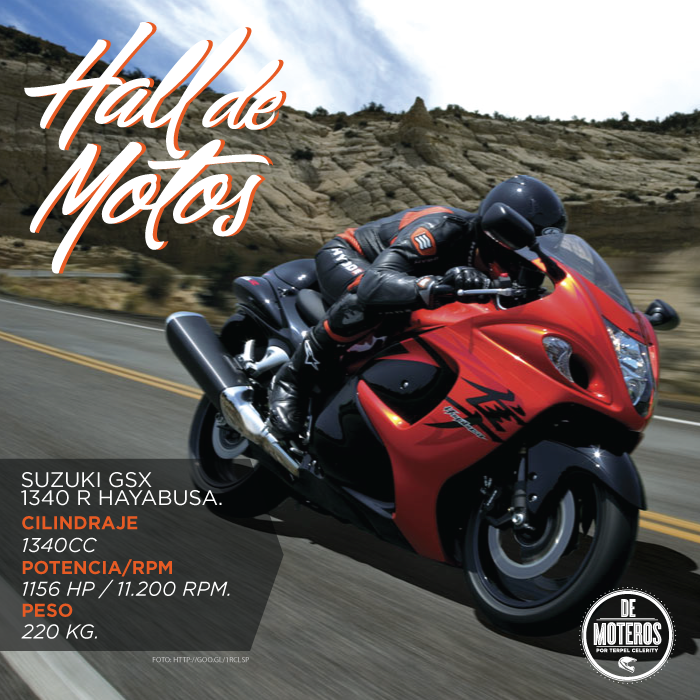 Hall de
Motos
SUZUKI GSX
1340 R HAYABUSA.
CILINDRAJE
1340CC
POTENCIA/RPM
1156 HP / 11.200 RPM.
PESO
220 KG.
DE
MOTEROS
POR TERPEL CELERITY